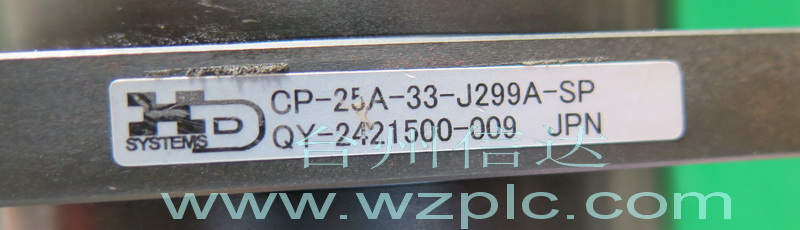 HD SYSTEMS
CP-25A-33-J299A-SP
QY-2421500-009 JPN
台州信达
www.wzplc.com